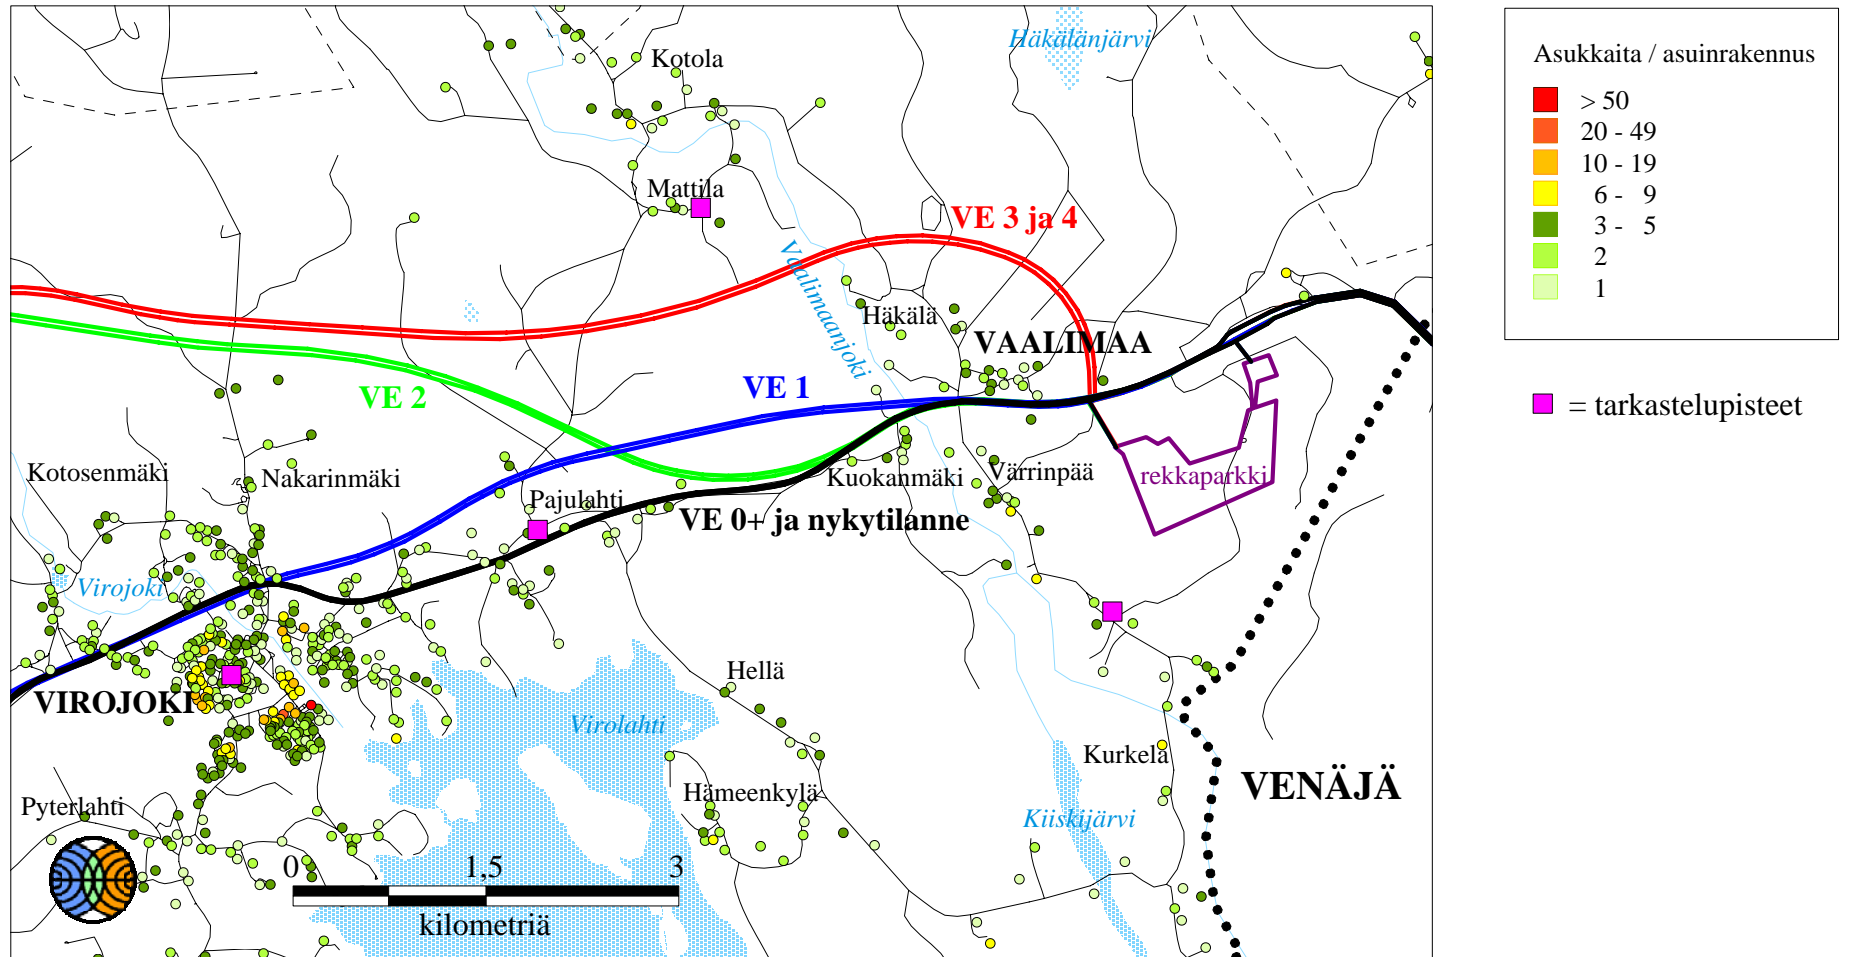 Häkälänjärvi
Kotola
Mattila
VE 3 ja 4
Vaalimaanjoki
Häkälä
VAALIMAA
VE 2
VE 1
Kotosenmäki
Nakarinmäki
Pajulahti
Kuokanmäki
Värrinpää
rekkaparkki
VE 0+ ja nykytilanne
Virojoki
VIROJOKI
Hellä
Virolahti
Kurkela
VENÄJÄ
Pyterlahti
Hämeenkylä
Kiiskijärvi
0 1,5 3
kilometriä
Asukkaita / asuinrakennus
> 50
20 - 49
10 - 19
6 - 9
3 - 5
2
1
= tarkastelupisteet